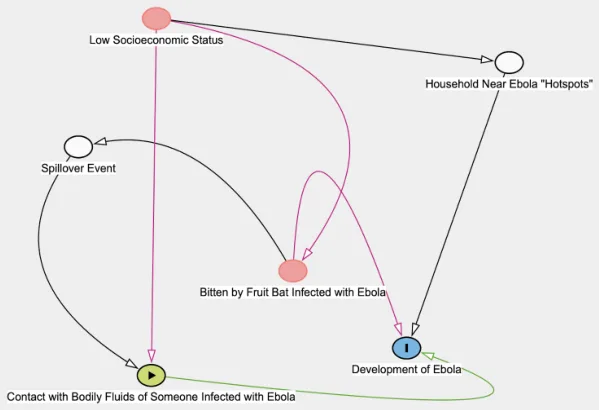 Low Socioeconomic Status
Household Near Ebola "Hotspots"
Spillover Event
Bitten by Fruit Bat Infected with Ebola
Development of Ebola
Contact with Bodily Fluids of Someone Infected with Ebola